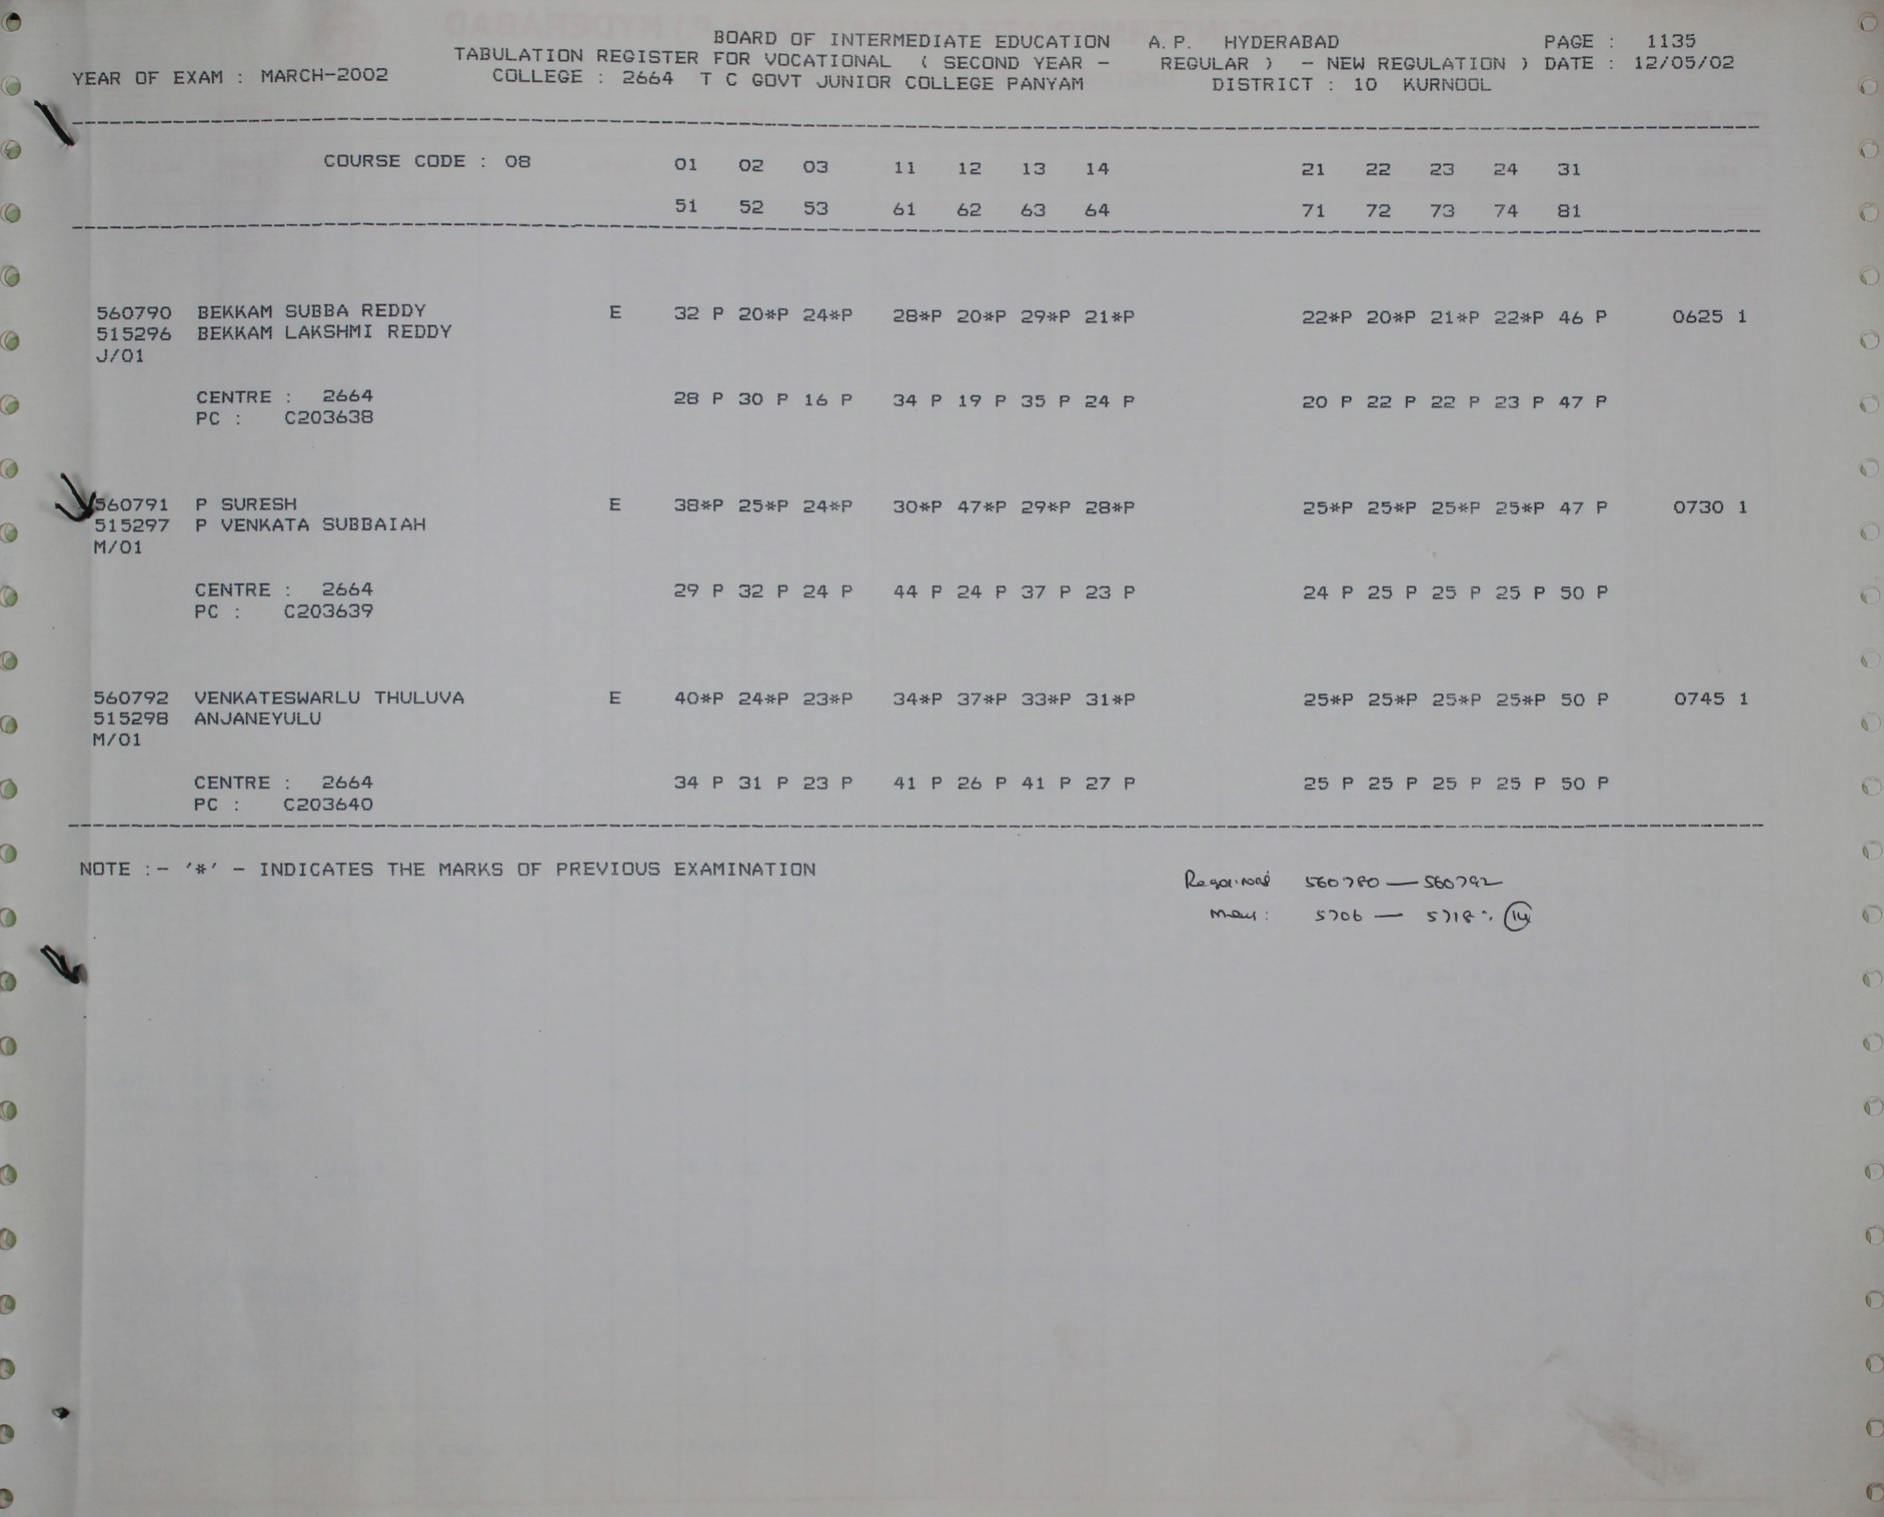 BOARD OF INTERMEDIATE EDUCATION A.P. HYDERABAD PAGE : 1135
TABULATION REGISTER FOR VOCATIONAL ( SECOND YEAR - REGULAR ) - NEW REGULATION ) DATE : 12/05/02
YEAR OF EXAM : MARCH-2002 COLLEGE : 2664 T C GOVT JUNIOR COLLEGE PANYAM DISTRICT : 10 KURNOOL
COURSE CODE : 08 01 02 03 11 12 13 14 21 22 23 24 31
51 52 53 61 62 63 64 71 72 73 74 81
560790 BEKKAM SUBBA REDDY E 32 P 20*P 24*P 28*P 20*P 29*P 21*P 22*P 20*P 21*P 22*P 46 P 0625 1
515296 BEKKAM LAKSHMI REDDY
J/01
CENTRE : 2664 28 P 30 P 16 P 34 P 19 P 35 P 24 P 20 P 22 P 22 P 23 P 47 P
PC : C203638
560791 P SURESH E 38*P 25*P 24*P 30*P 47*P 29*P 28*P 25*P 25*P 25*P 25*P 47 P 0730 1
515297 P VENKATA SUBBAIAH
M/01
CENTRE : 2664 29 P 32 P 24 P 44 P 24 P 37 P 23 P 24 P 25 P 25 P 25 P 50 P
PC : C203639
560792 VENKATESWARLU THULUVA E 40*P 24*P 23*P 34*P 37*P 33*P 31*P 25*P 25*P 25*P 25*P 50 P 0745 1
515298 ANJANEYULU
M/01
CENTRE : 2664 34 P 31 P 23 P 41 P 26 P 41 P 27 P 25 P 25 P 25 P 25 P 50 P
PC : C203640
NOTE :- '*' - INDICATES THE MARKS OF PREVIOUS EXAMINATION
560780 — 560792
5706 — 5718